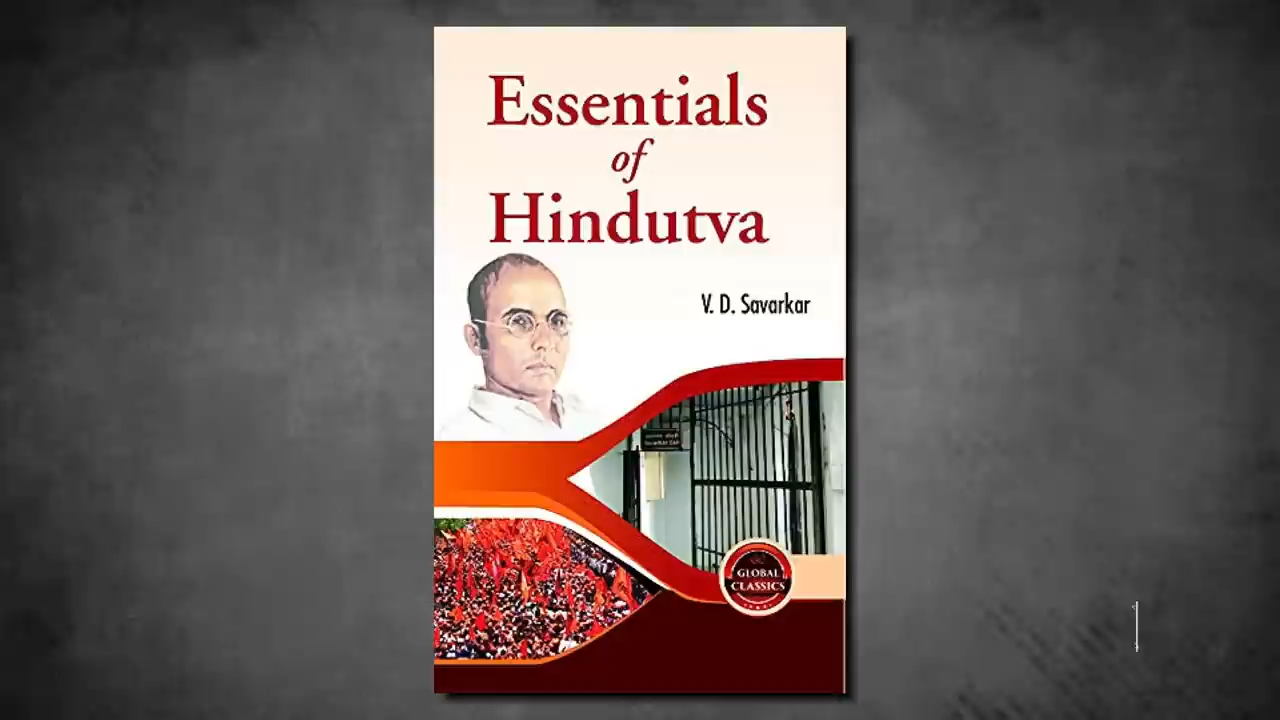 Essentials
of
Hindutva
V. D. Savarkar
GLOBAL
CLASSICS